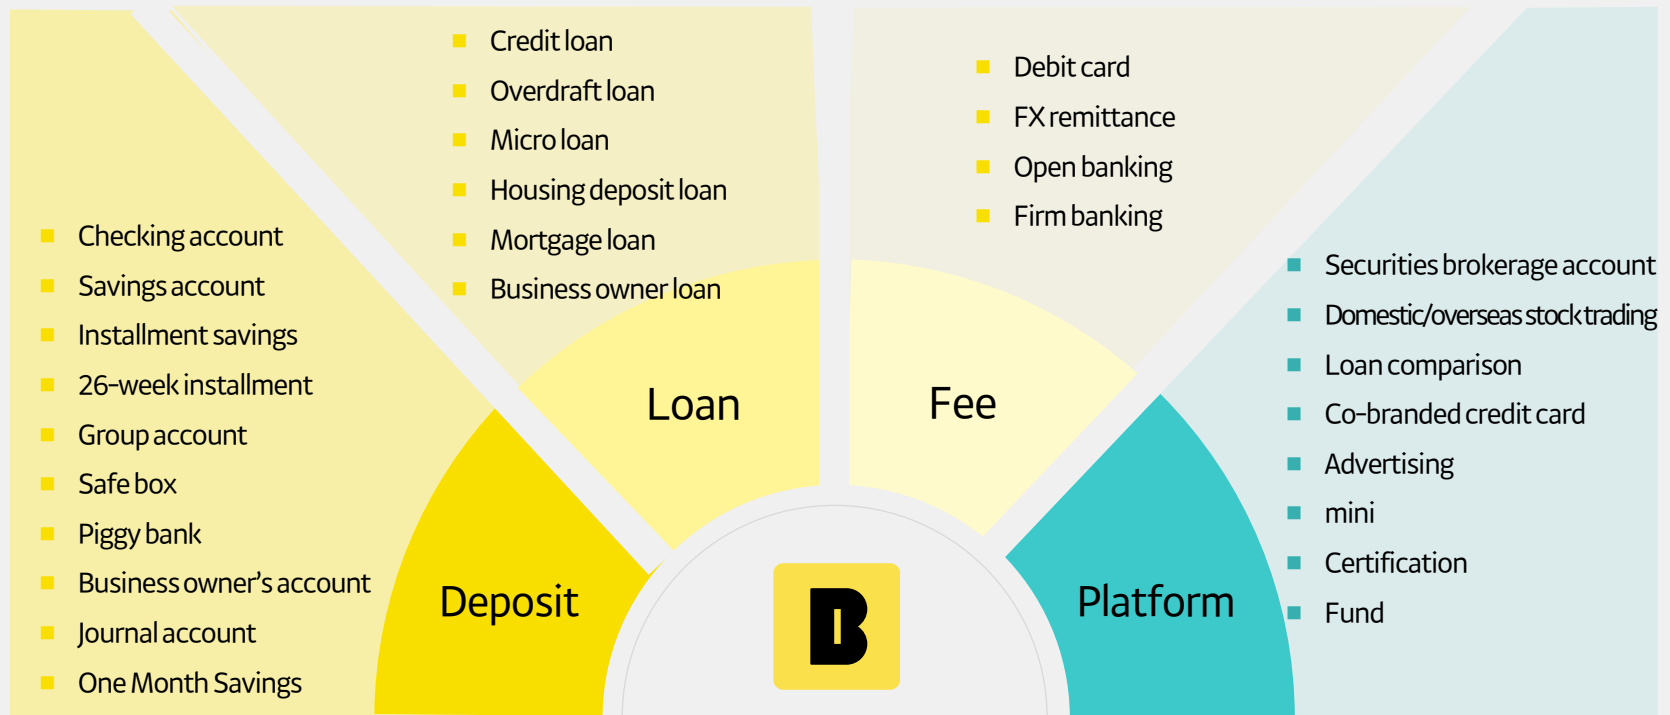 Credit loan
Overdraft loan
Micro loan
Housing deposit loan
Mortgage loan
Business owner loan
Debit card
FX remittance
Open banking
Firm banking
Checking account
Savings account
Installment savings
26-week installment
Group account
Safe box
Piggy bank
Business owner's account
Journal account
One Month Savings
Securities brokerage account
Domestic/overseas stock trading
Loan comparison
Co-branded credit card
Advertising
mini
Certification
Fund
Deposit
Loan
Fee
Platform
B